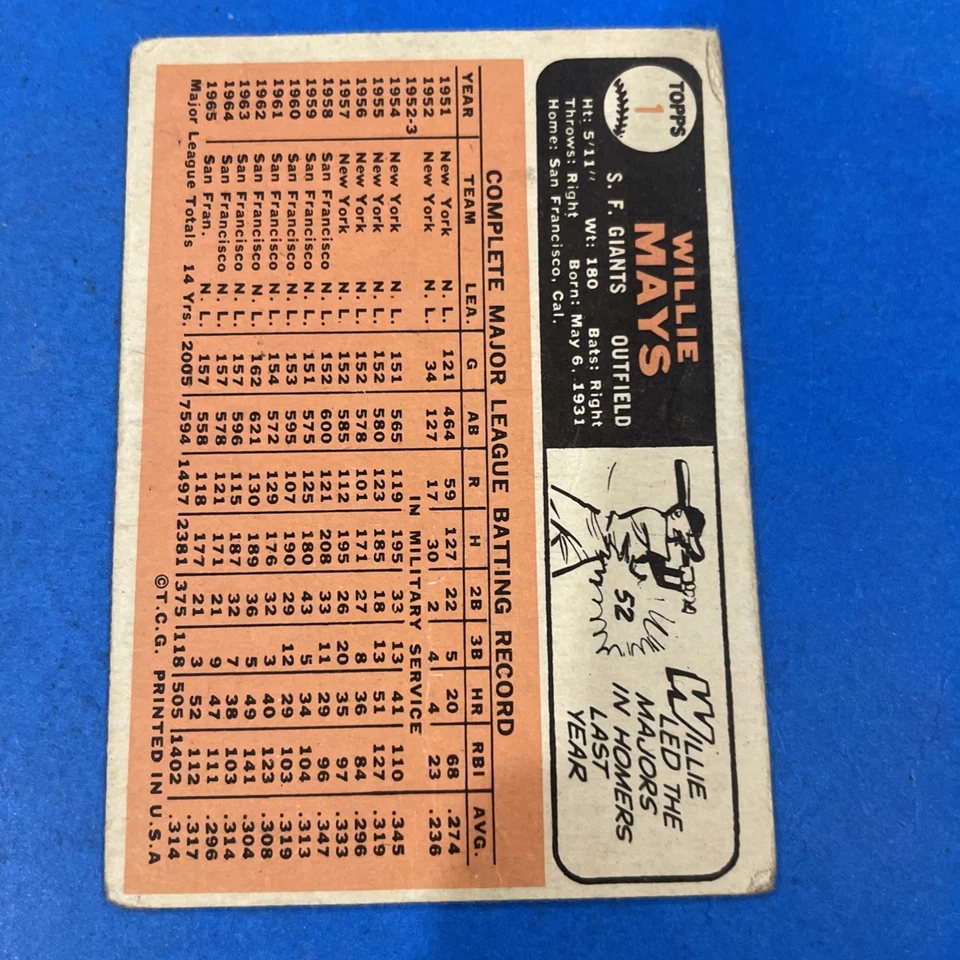 TOPPS
1
WILLIE
MAYS
S. F. GIANTS OUTFIELD
Ht: 5'11" Wt: 180 Bats: Right
Throws: Right Born: May 6, 1931
Home: San Francisco, Cal.
52
WILLIE
LED THE
MAJORS
IN HOMERS
LAST
YEAR
COMPLETE MAJOR LEAGUE BATTING RECORD
YEAR TEAM LEA. G AB R H 2B 3B HR RBI AVG.
1951 New York N. L. 121 464 59 127 22 5 20 68 .274
1952 New York N. L. 34 127 17 30 2 4 4 23 .236
1952-3 IN MILITARY SERVICE
1954 New York N. L. 151 565 119 195 33 13 41 110 .345
1955 New York N. L. 152 580 123 185 18 13 51 127 .319
1956 New York N. L. 152 578 101 171 27 8 36 84 .296
1957 New York N. L. 152 585 112 195 26 20 35 97 .333
1958 San Francisco N. L. 152 600 121 208 33 11 29 96 .347
1959 San Francisco N. L. 151 575 125 180 43 5 34 104 .313
1960 San Francisco N. L. 153 595 107 190 29 12 29 103 .319
1961 San Francisco N. L. 154 572 129 176 32 3 40 123 .308
1962 San Francisco N. L. 162 621 130 189 36 5 49 141 .304
1963 San Francisco N. L. 157 596 115 187 32 7 38 103 .314
1964 San Francisco N. L. 157 578 121 171 21 9 47 111 .296
1965 San Fran. N. L. 157 558 118 177 21 3 52 112 .317
Major League Totals 14 Yrs. 2005 7594 1497 2381 375 118 505 1402 .314
©T.C.G. PRINTED IN U.S.A